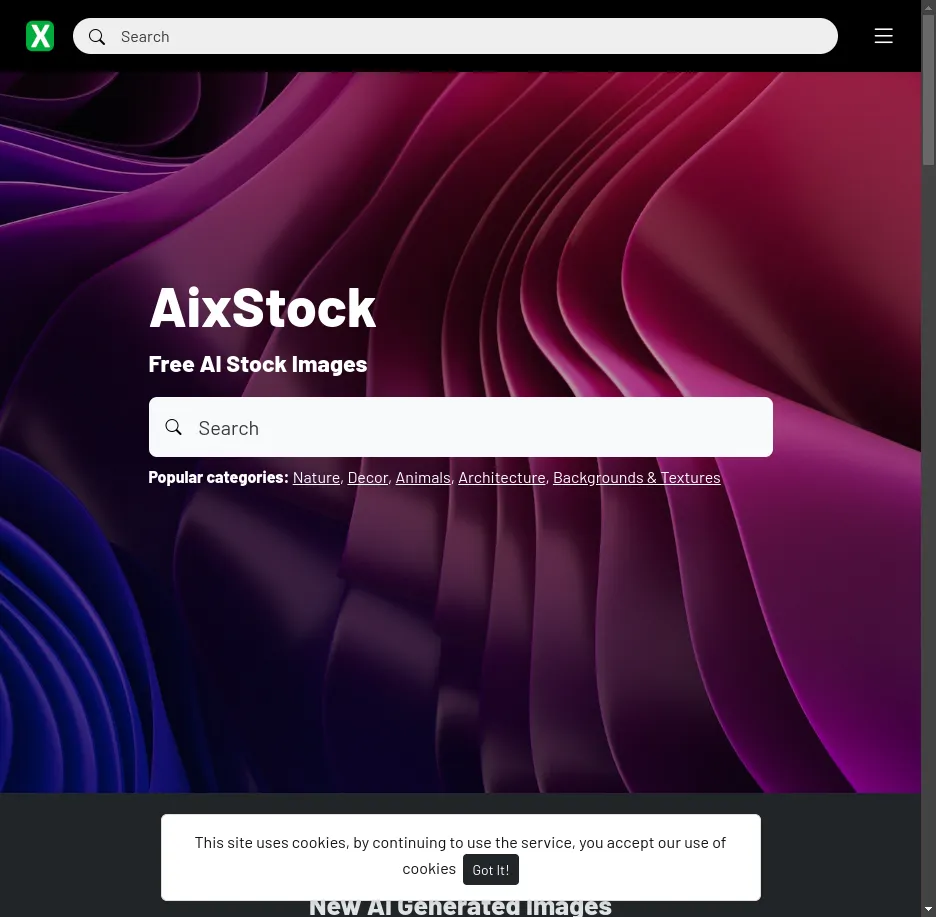 X
Search
AixStock
Free AI Stock Images
Search
Popular categories: Nature, Decor, Animals, Architecture, Backgrounds & Textures
This site uses cookies, by continuing to use the service, you accept our use of
cookies Got It!
New AI Generated Images